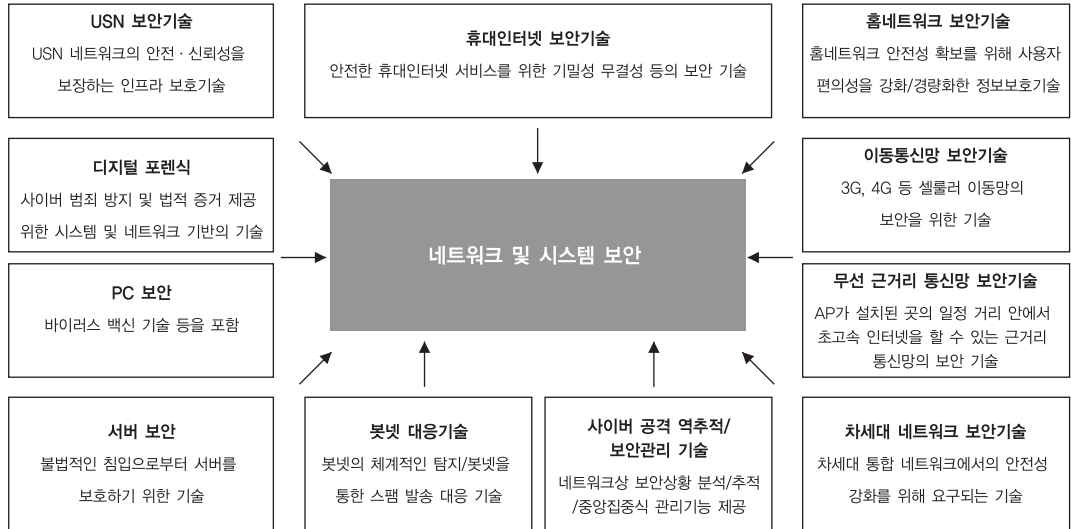 USN 보안기술
USN 네트워크의 안전·신뢰성을
보장하는 인프라 보호기술
휴대인터넷 보안기술
안전한 휴대인터넷 서비스를 위한 기밀성 무결성 등의 보안 기술
홈네트워크 보안기술
홈네트워크 안전성 확보를 위해 사용자
편의성을 강화/경량화한 정보보호기술
디지털 포렌식
사이버 범죄 방지 및 법적 증거 제공
위한 시스템 및 네트워크 기반의 기술
이동통신망 보안기술
3G, 4G 등 셀룰러 이동망의
보안을 위한 기술
네트워크 및 시스템 보안
PC 보안
바이러스 백신 기술 등을 포함
무선 근거리 통신망 보안기술
AP가 설치된 곳의 일정 거리 안에서
초고속 인터넷을 할 수 있는 근거리
통신망의 보안 기술
서버 보안
불법적인 침입으로부터 서버를
보호하기 위한 기술
봇넷 대응기술
봇넷의 체계적인 탐지/봇넷을
통한 스팸 발송 대응 기술
사이버 공격 역추적/
보안관리 기술
네트워크상 보안상황 분석/추적
/중앙집중식 관리기능 제공
차세대 네트워크 보안기술
차세대 통합 네트워크에서의 안전성
강화를 위해 요구되는 기술